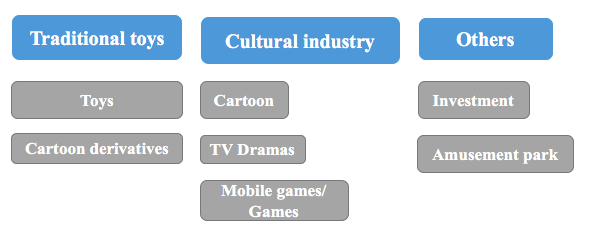 Traditional toys
Cultural industry
Others
Toys
Cartoon
Investment
Cartoon derivatives
TV Dramas
Amusement park
Mobile games/
Games